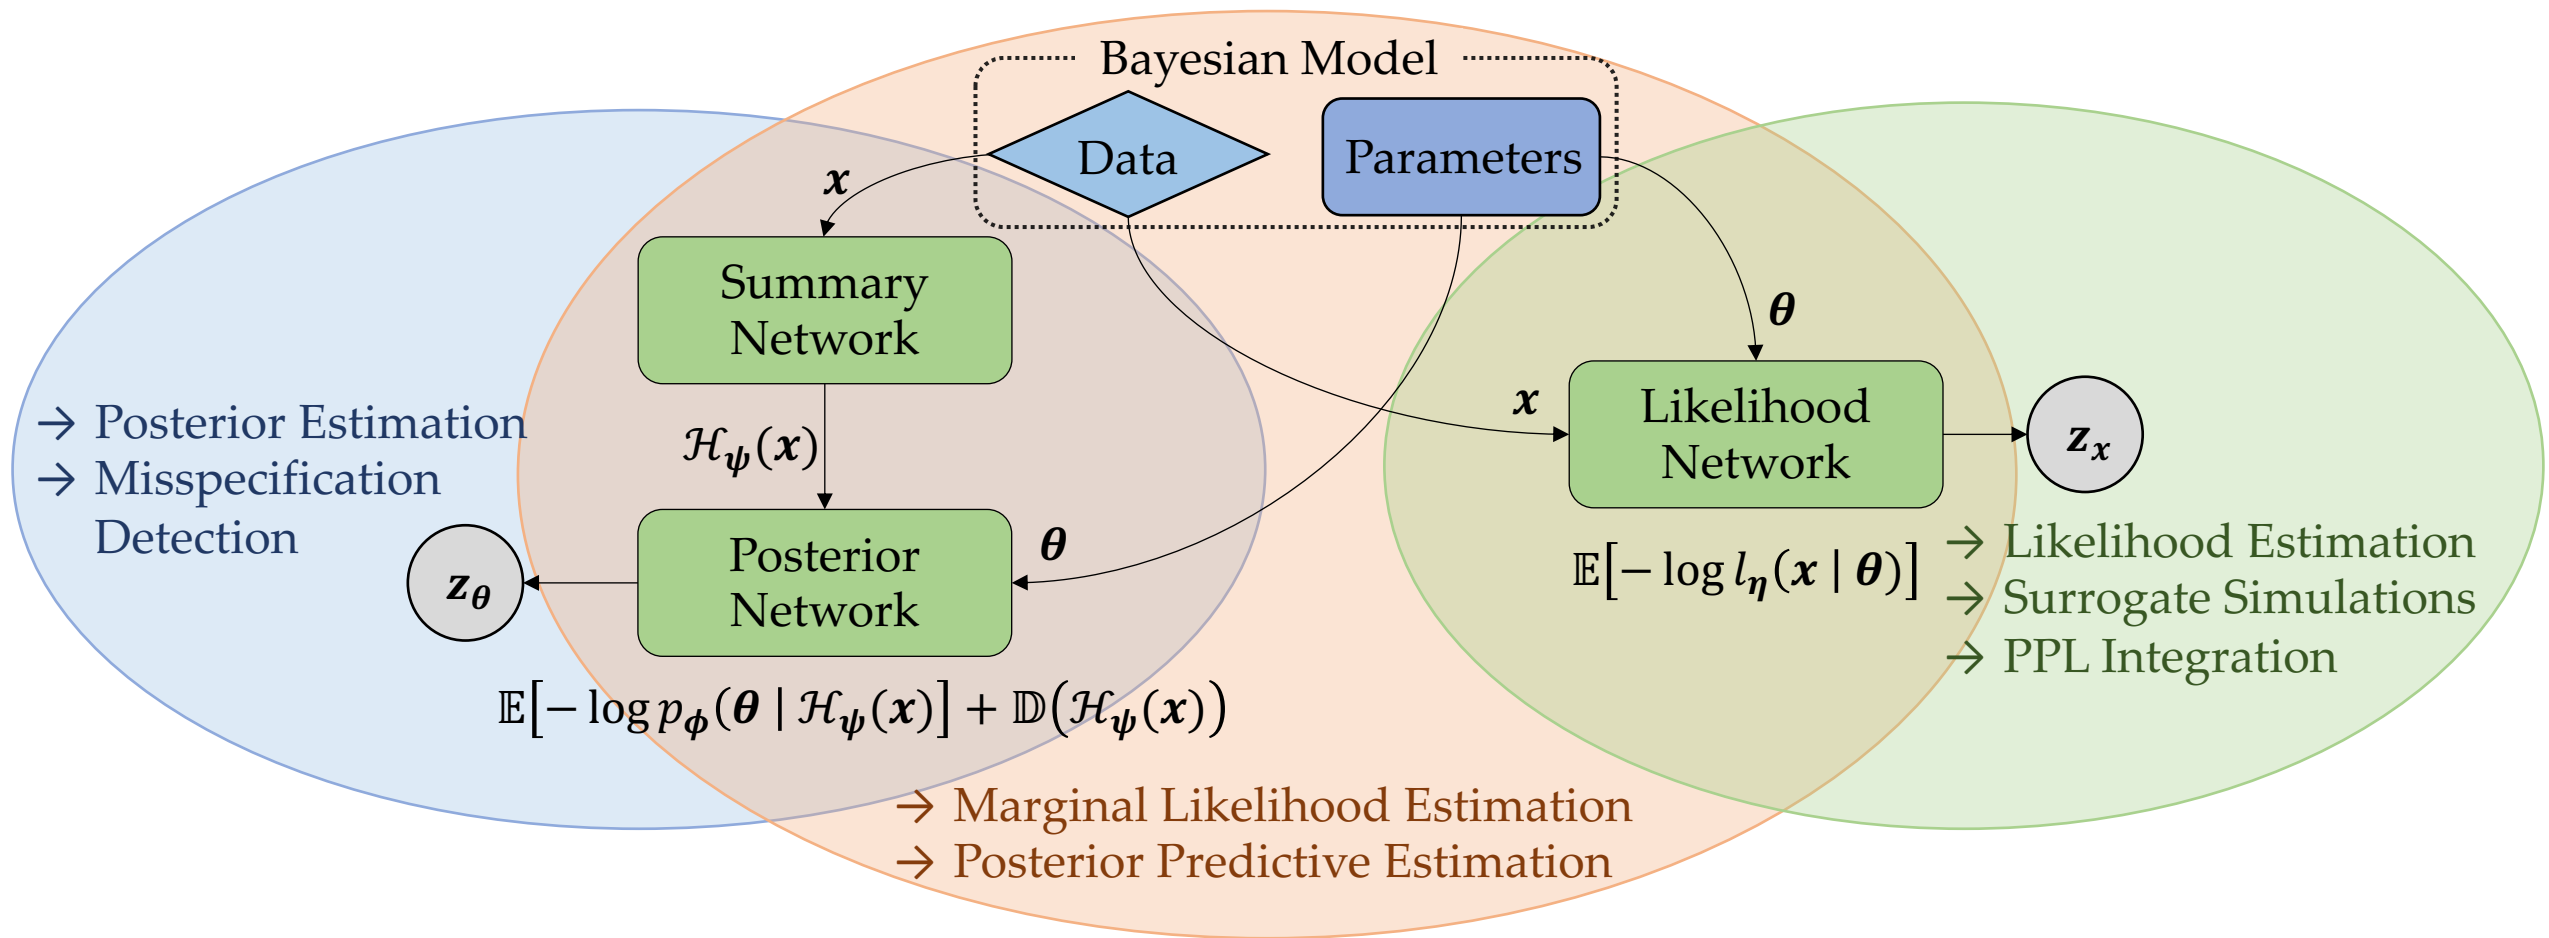 Bayesian Model
Data
Parameters
x
θ
Summary
Network
Likelihood
Network
x
z_x
→ Posterior Estimation
→ Misspecification
Detection
ℋ_ψ(x)
Posterior
Network
θ
z_θ
𝔼[− log l_η(x | θ)]
→ Likelihood Estimation
→ Surrogate Simulations
→ PPL Integration
𝔼[− log p_ϕ(θ | ℋ_ψ(x)] + 𝔻(ℋ_ψ(x))
→ Marginal Likelihood Estimation
→ Posterior Predictive Estimation